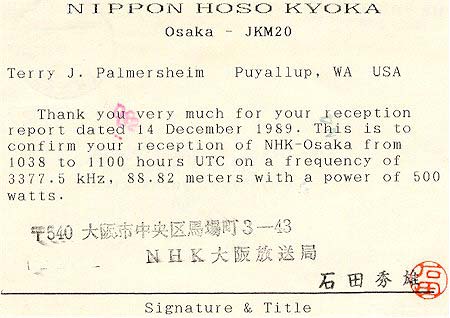 NIPPON HOSO KYOKA
Osaka - JKM20
Terry J. Palmersheim Puyallup, WA USA
Thank you very much for your reception
report dated 14 December 1989. This is to
confirm your reception of NHK-Osaka from
1038 to 1100 hours UTC on a frequency of
3377.5 kHz, 88.82 meters with a power of 500
watts.
〒540 大阪市中央区馬場町3-43
NHK大阪放送局
石田秀雄
Signature & Title